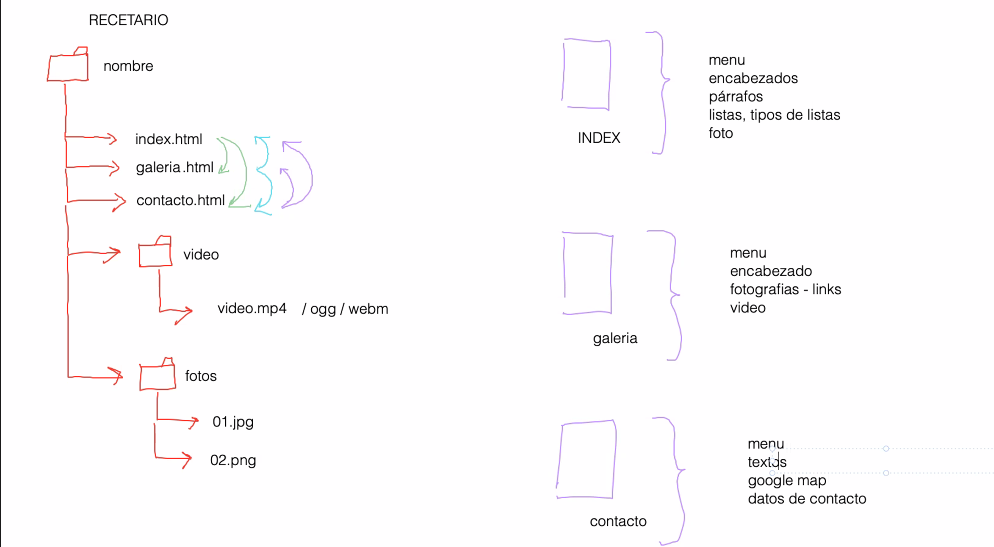 RECETARIO
nombre
index.html
galeria.html
contacto.html
video
video.mp4 / ogg / webm
fotos
01.jpg
02.png
INDEX
menu
encabezados
párrafos
listas, tipos de listas
foto
galeria
menu
encabezado
fotografias - links
video
contacto
menu
textos
google map
datos de contacto